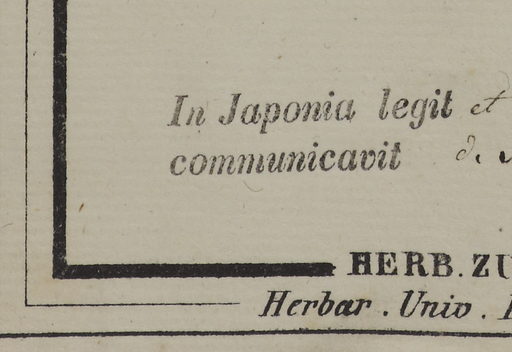 In Japonia legit et
communicavit d.
HERB. ZU
Herbar. Univ.